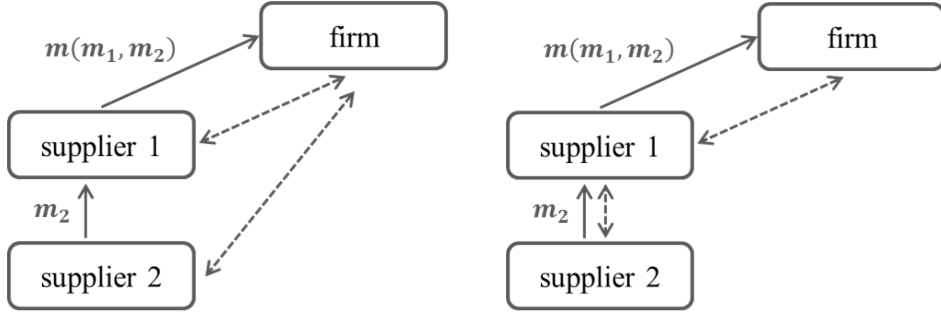 firm
m(m₁, m₂)
supplier 1
m₂
supplier 2
firm
m(m₁, m₂)
supplier 1
m₂
supplier 2